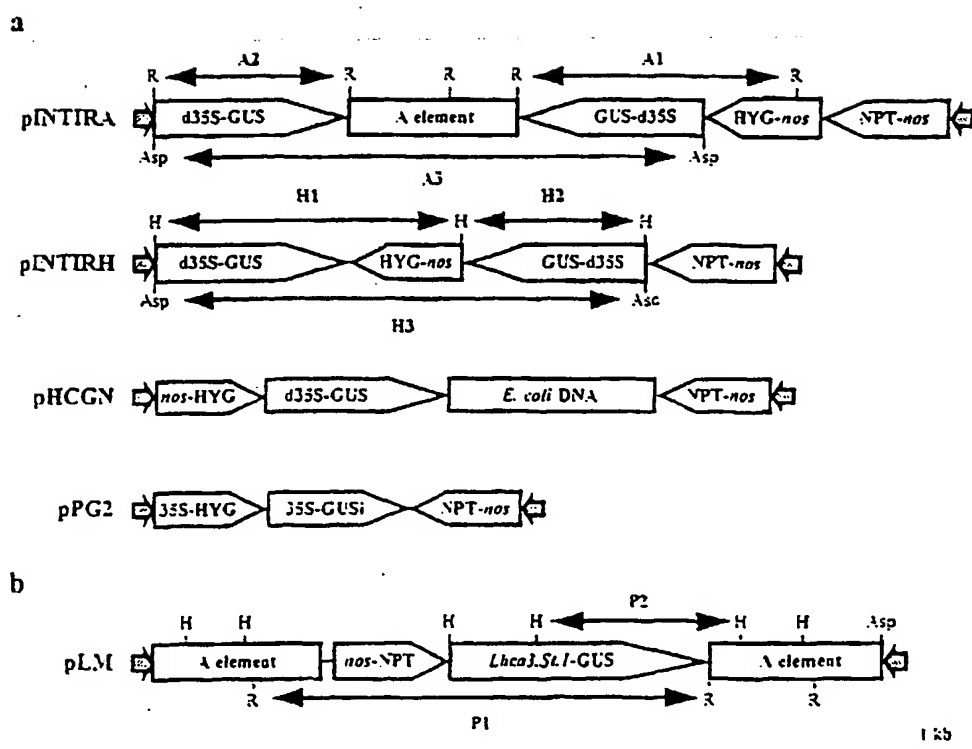 a
A2 A1
R R R R R
pINTIRA d35S-GUS A element GUS-d35S HYG-nos NPT-nos
Asp Asp
A3
H1 H2
H H H
pINTIRH d35S-GUS HYG-nos GUS-d35S NPT-nos
Asp Asc
H3
pHCGN nos-HYG d35S-GUS E. coli DNA NPT-nos
pPG2 35S-HYG 35S-GUSi NPT-nos
b
P2
H H H H H H Asp
pLM A element nos-NPT Lhca3.St.1-GUS A element
R R R
P1
1 kb